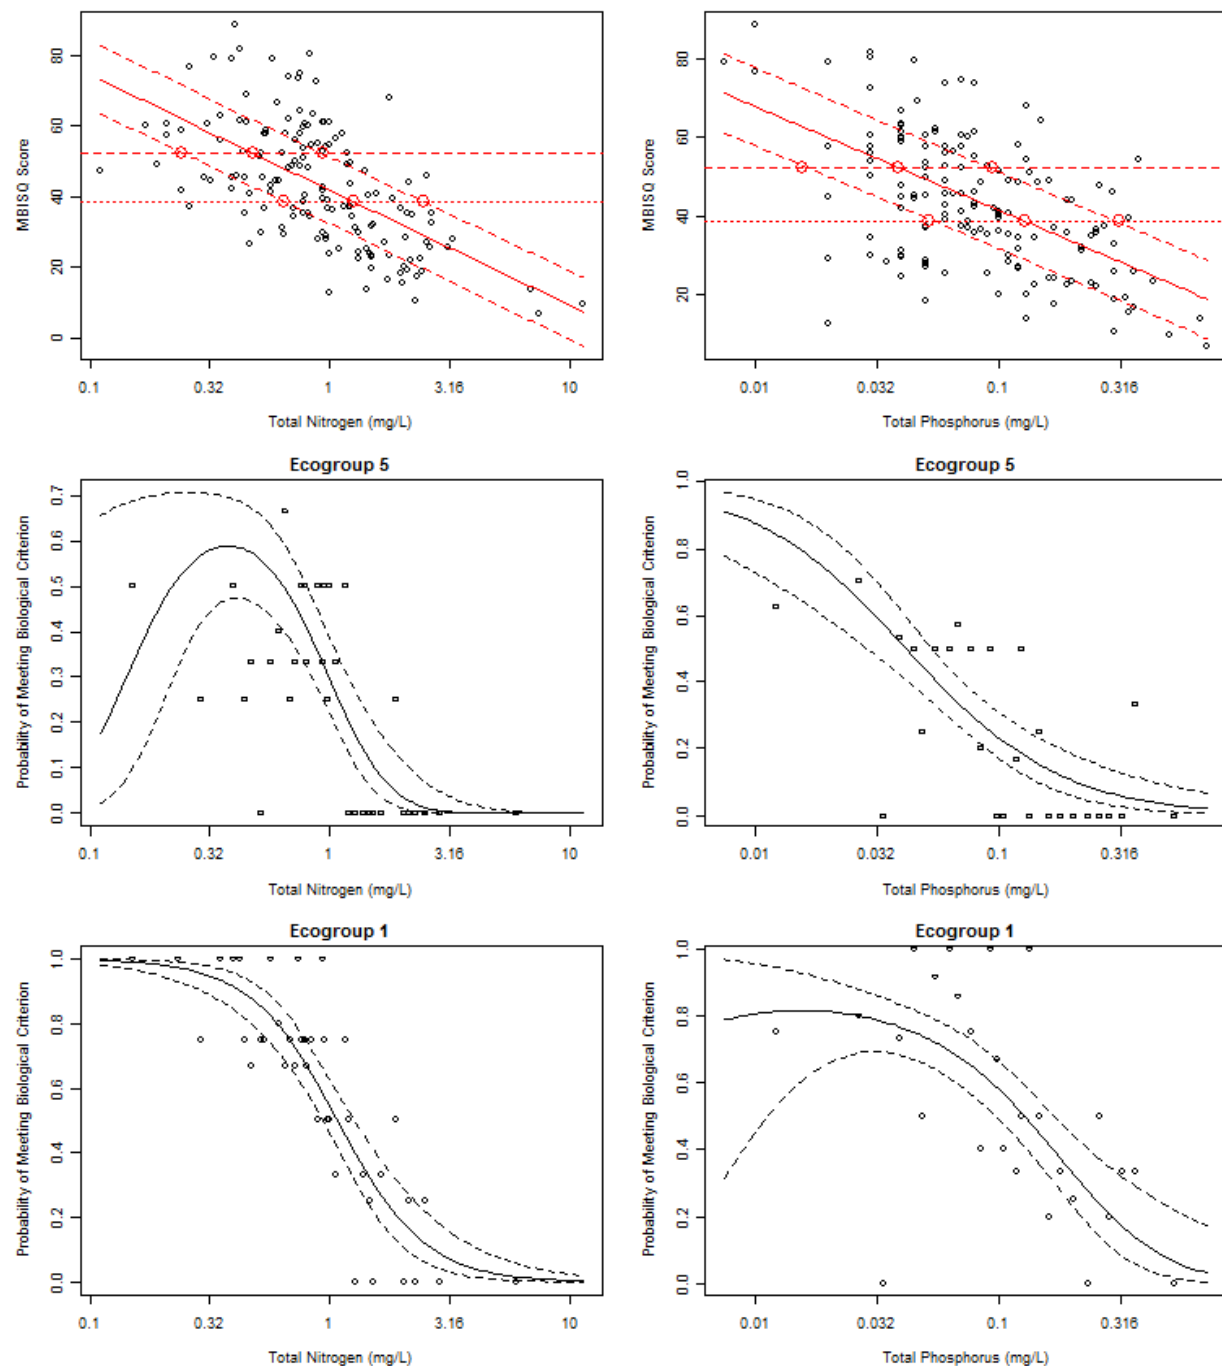 MBISQ Score
80
60
40
20
0
0.1 0.32 1 3.16 10
Total Nitrogen (mg/L)
MBISQ Score
80
60
40
20
0.01 0.032 0.1 0.316
Total Phosphorus (mg/L)
Ecogroup 5
Probability of Meeting Biological Criterion
0.7
0.6
0.5
0.4
0.3
0.2
0.1
0.0
0.1 0.32 1 3.16 10
Total Nitrogen (mg/L)
Ecogroup 5
Probability of Meeting Biological Criterion
1.0
0.8
0.6
0.4
0.2
0.0
0.01 0.032 0.1 0.316
Total Phosphorus (mg/L)
Ecogroup 1
Probability of Meeting Biological Criterion
1.0
0.8
0.6
0.4
0.2
0.0
0.1 0.32 1 3.16 10
Total Nitrogen (mg/L)
Ecogroup 1
Probability of Meeting Biological Criterion
1.0
0.8
0.6
0.4
0.2
0.0
0.01 0.032 0.1 0.316
Total Phosphorus (mg/L)